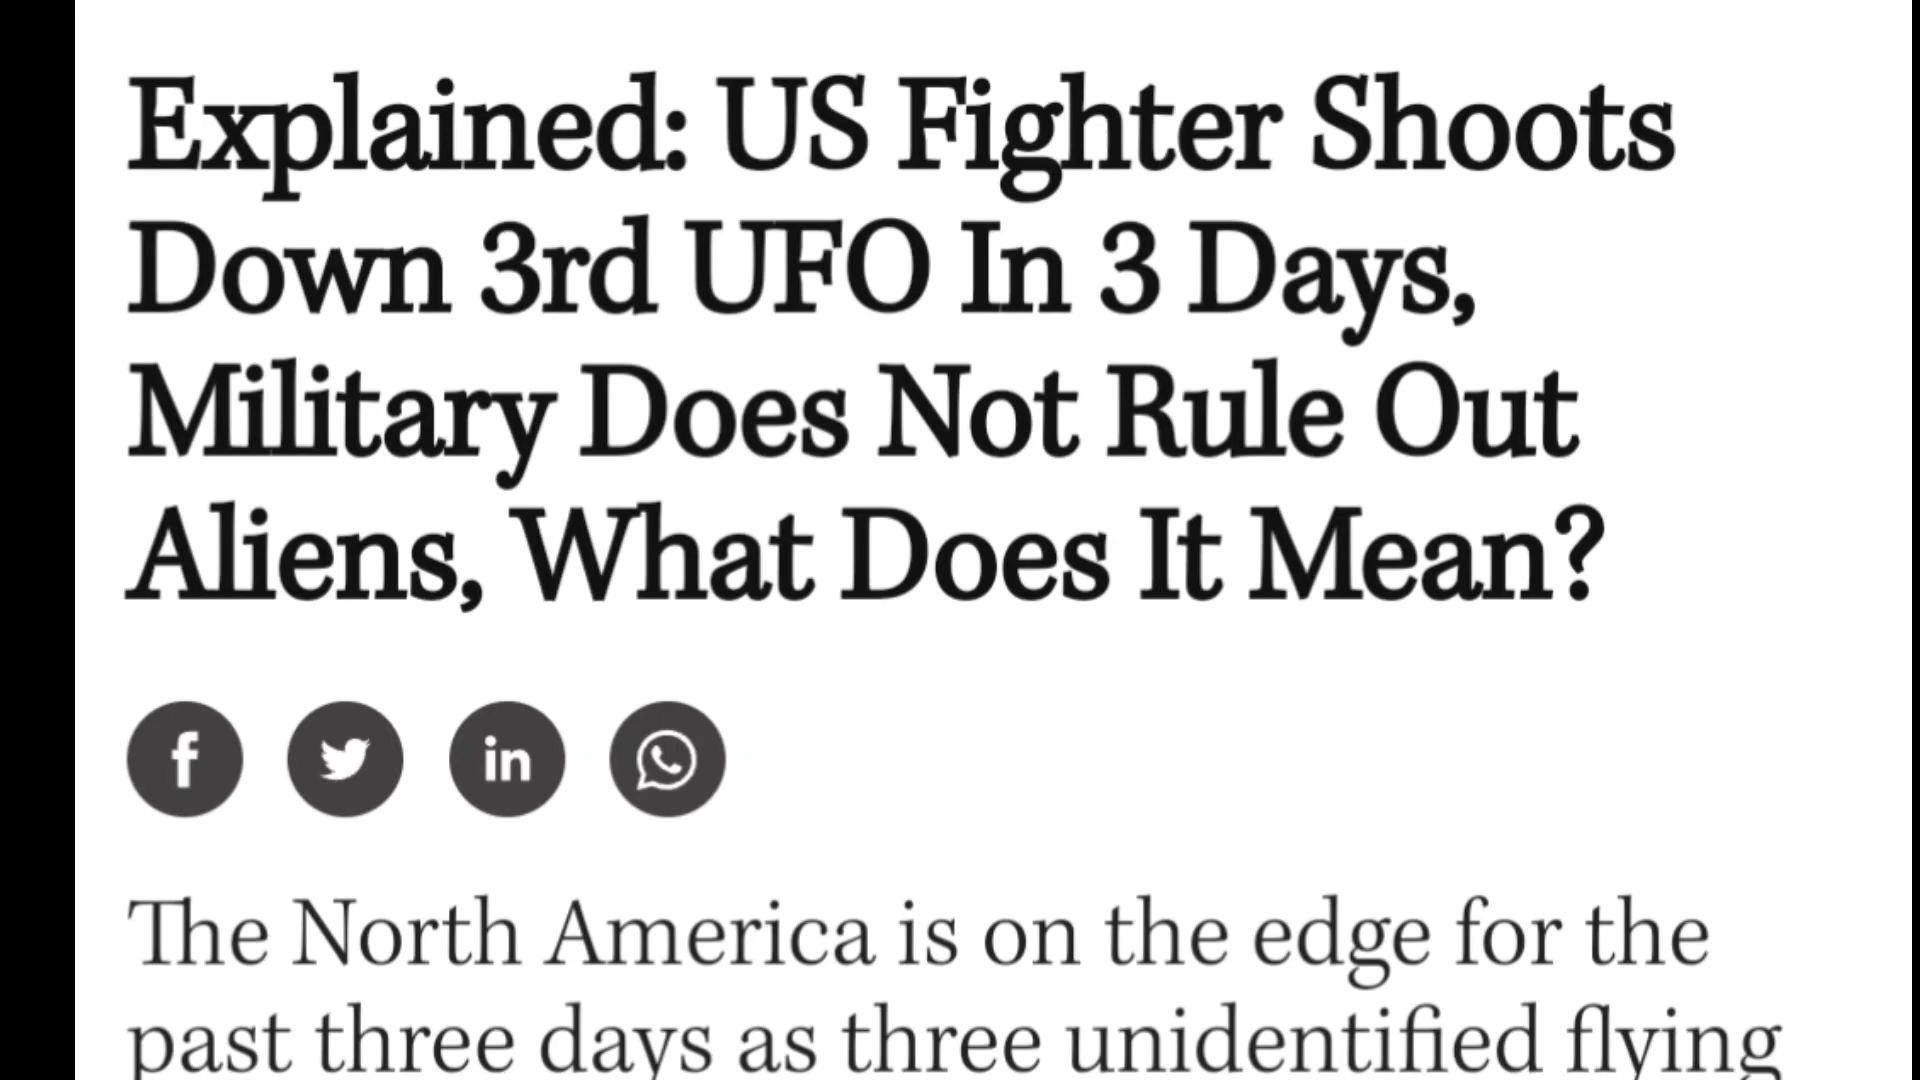 Explained: US Fighter Shoots
Down 3rd UFO In 3 Days,
Military Does Not Rule Out
Aliens, What Does It Mean?
f
in
The North America is on the edge for the
past three days as three unidentified flying